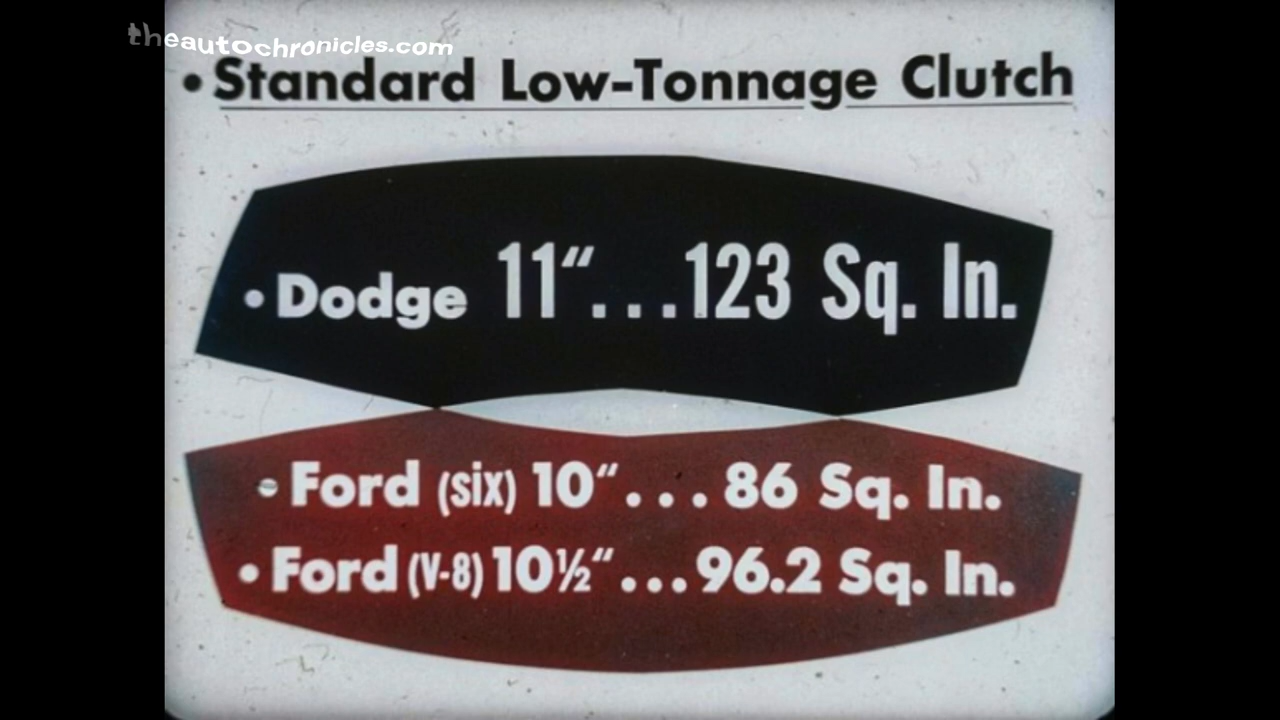 theautochronicles.com
• Standard Low-Tonnage Clutch
• Dodge 11“...123 Sq. In.
• Ford (six) 10“... 86 Sq. In.
• Ford (V-8) 10½“...96.2 Sq. In.